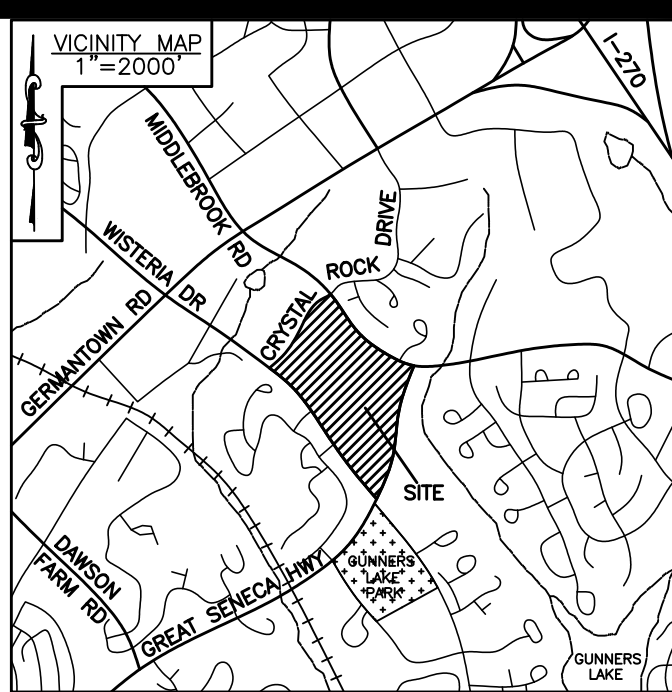 VICINITY MAP
1"=2000'
I-270
MIDDLEBROOK RD
DRIVE
ROCK
CRYSTAL
WISTERIA DR
GERMANTOWN RD
SITE
DAWSON
FARM RD
GREAT SENECA HWY
GUNNERS
LAKE
PARK
GUNNERS
LAKE